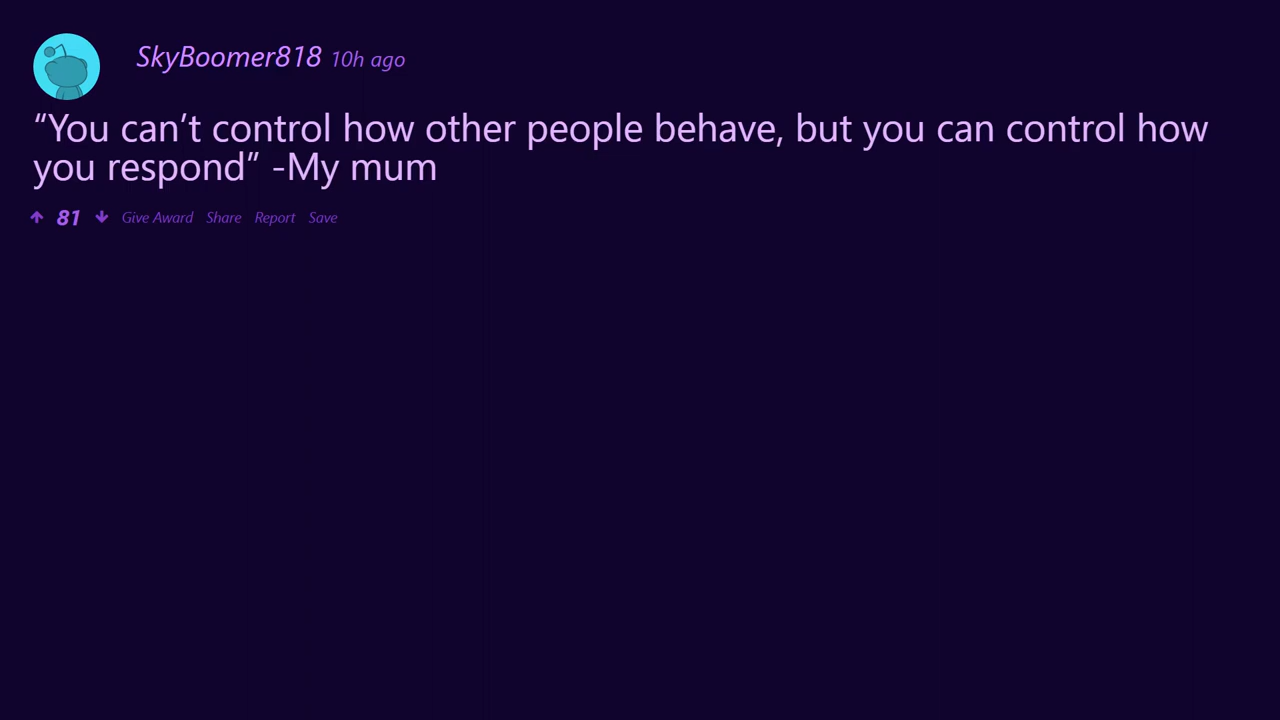 SkyBoomer818 10h ago
“You can’t control how other people behave, but you can control how
you respond” -My mum
81 Give Award Share Report Save